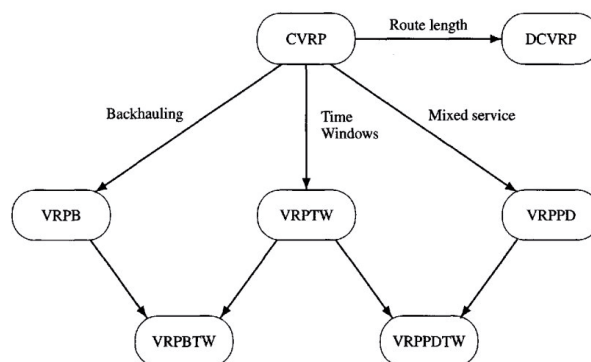 Route length
CVRP
DCVRP
Backhauling
Time
Windows
Mixed service
VRPB
VRPTW
VRPPD
VRPBTW
VRPPDTW